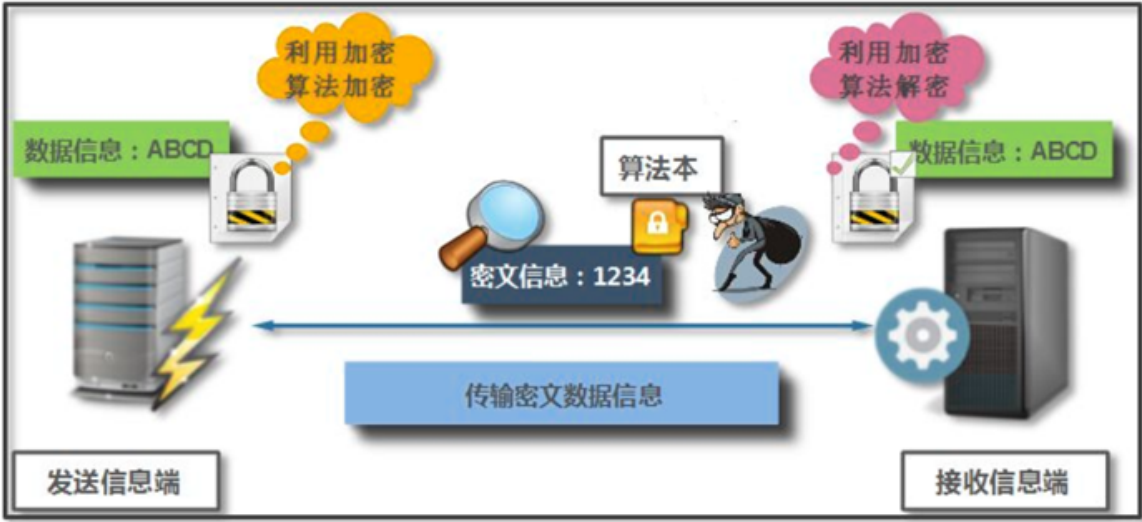 利用加密
算法加密
利用加密
算法解密
数据信息：ABCD
算法本
数据信息：ABCD
密文信息：1234
传输密文数据信息
发送信息端
接收信息端